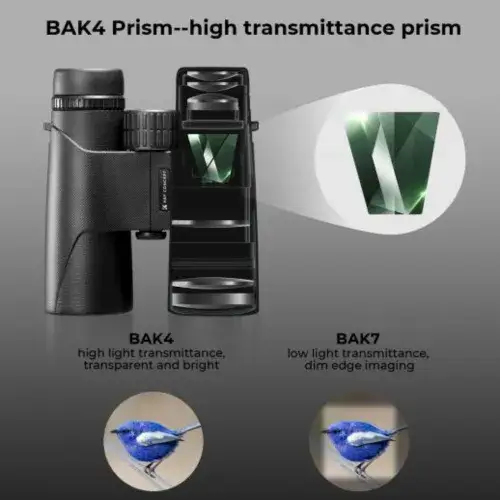 BAK4 Prism--high transmittance prism
K&F CONCEPT
BAK4
high light transmittance,
transparent and bright
BAK7
low light transmittance,
dim edge imaging